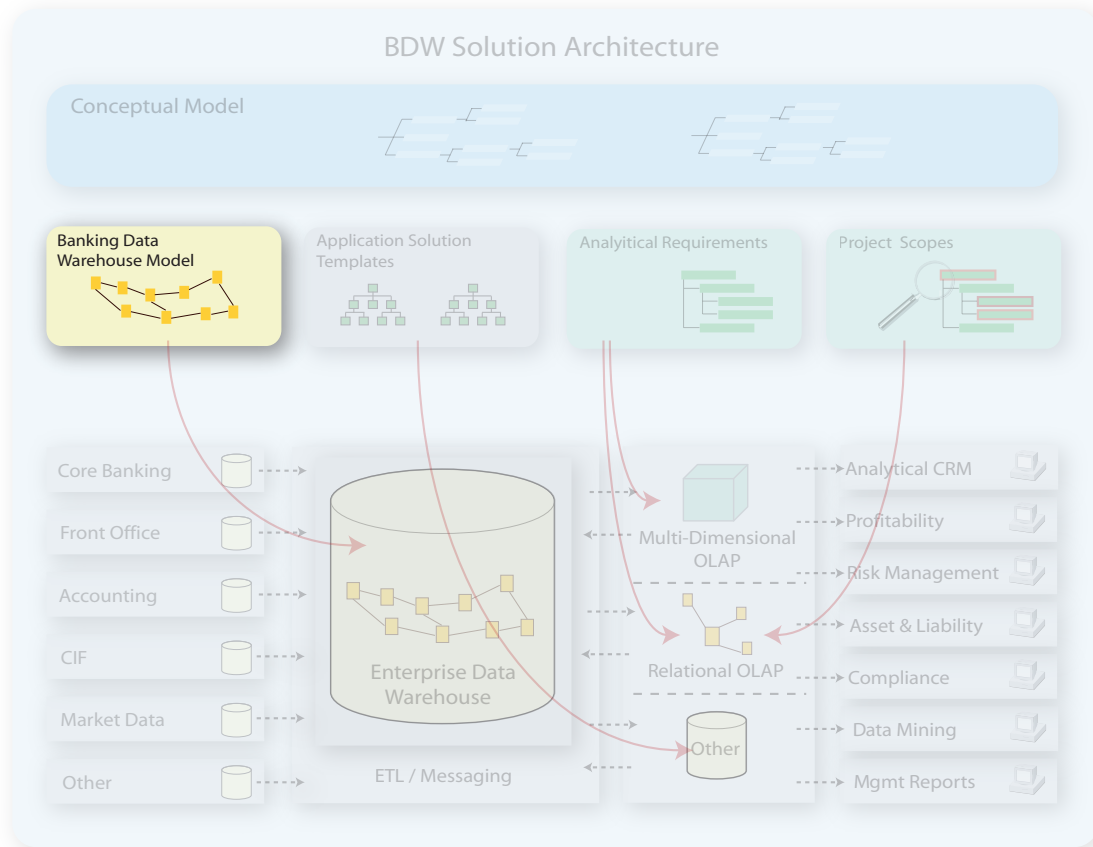 BDW Solution Architecture
Conceptual Model
Banking Data
Warehouse Model
Application Solution
Templates
Analyitical Requirements
Project Scopes
Core Banking
Front Office
Accounting
CIF
Market Data
Other
Enterprise Data
Warehouse
ETL / Messaging
Multi-Dimensional
OLAP
Relational OLAP
Other
Analytical CRM
Profitability
Risk Management
Asset & Liability
Compliance
Data Mining
Mgmt Reports